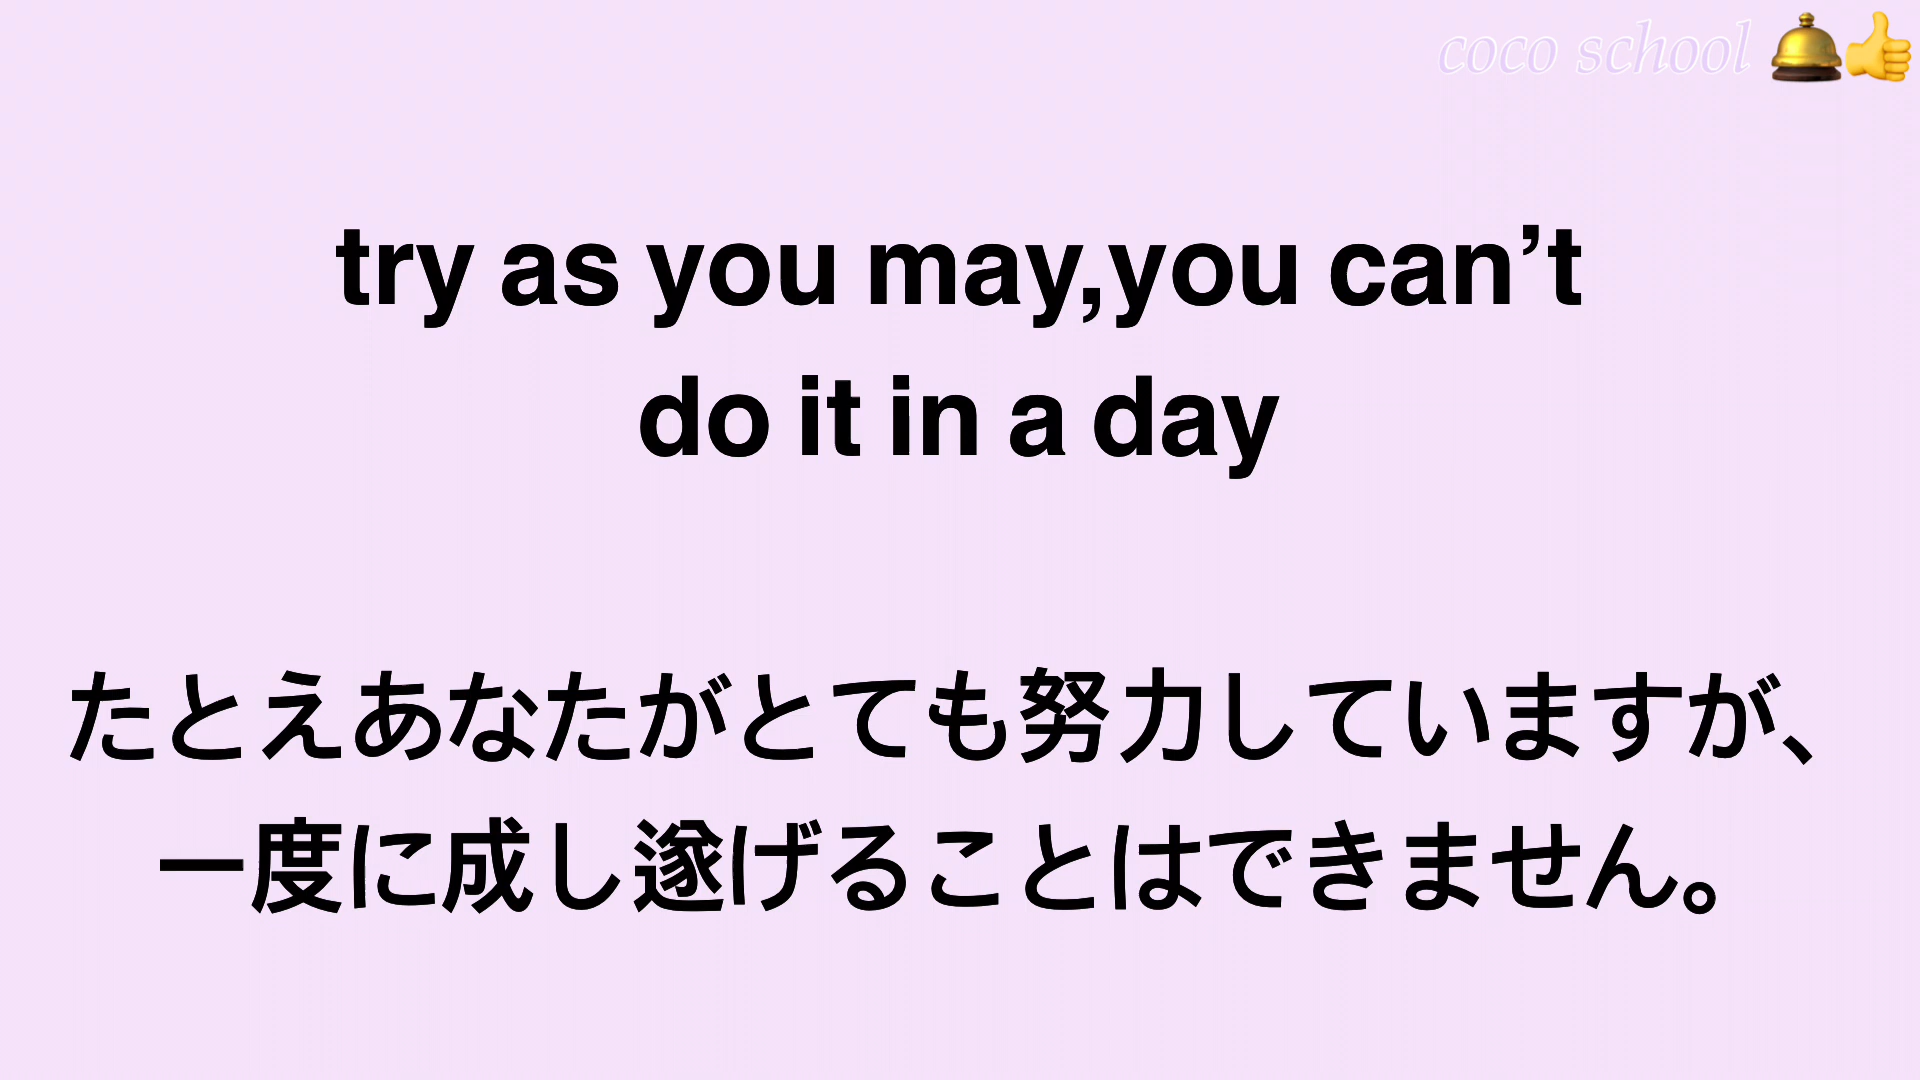 coco school
try as you may,you can’t
do it in a day
たとえあなたがとても努力していますが、
一度に成し遂げることはできません。